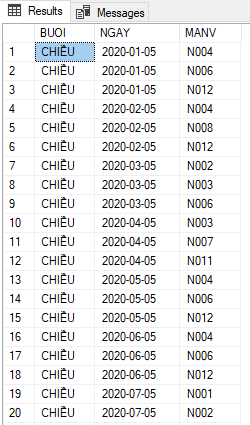 Results Messages
BUOI NGAY MANV
1 CHIỀU 2020-01-05 N004
2 CHIỀU 2020-01-05 N006
3 CHIỀU 2020-01-05 N012
4 CHIỀU 2020-02-05 N004
5 CHIỀU 2020-02-05 N008
6 CHIỀU 2020-02-05 N012
7 CHIỀU 2020-03-05 N002
8 CHIỀU 2020-03-05 N003
9 CHIỀU 2020-03-05 N006
10 CHIỀU 2020-04-05 N003
11 CHIỀU 2020-04-05 N007
12 CHIỀU 2020-04-05 N011
13 CHIỀU 2020-05-05 N004
14 CHIỀU 2020-05-05 N006
15 CHIỀU 2020-05-05 N012
16 CHIỀU 2020-06-05 N004
17 CHIỀU 2020-06-05 N006
18 CHIỀU 2020-06-05 N012
19 CHIỀU 2020-07-05 N001
20 CHIỀU 2020-07-05 N002